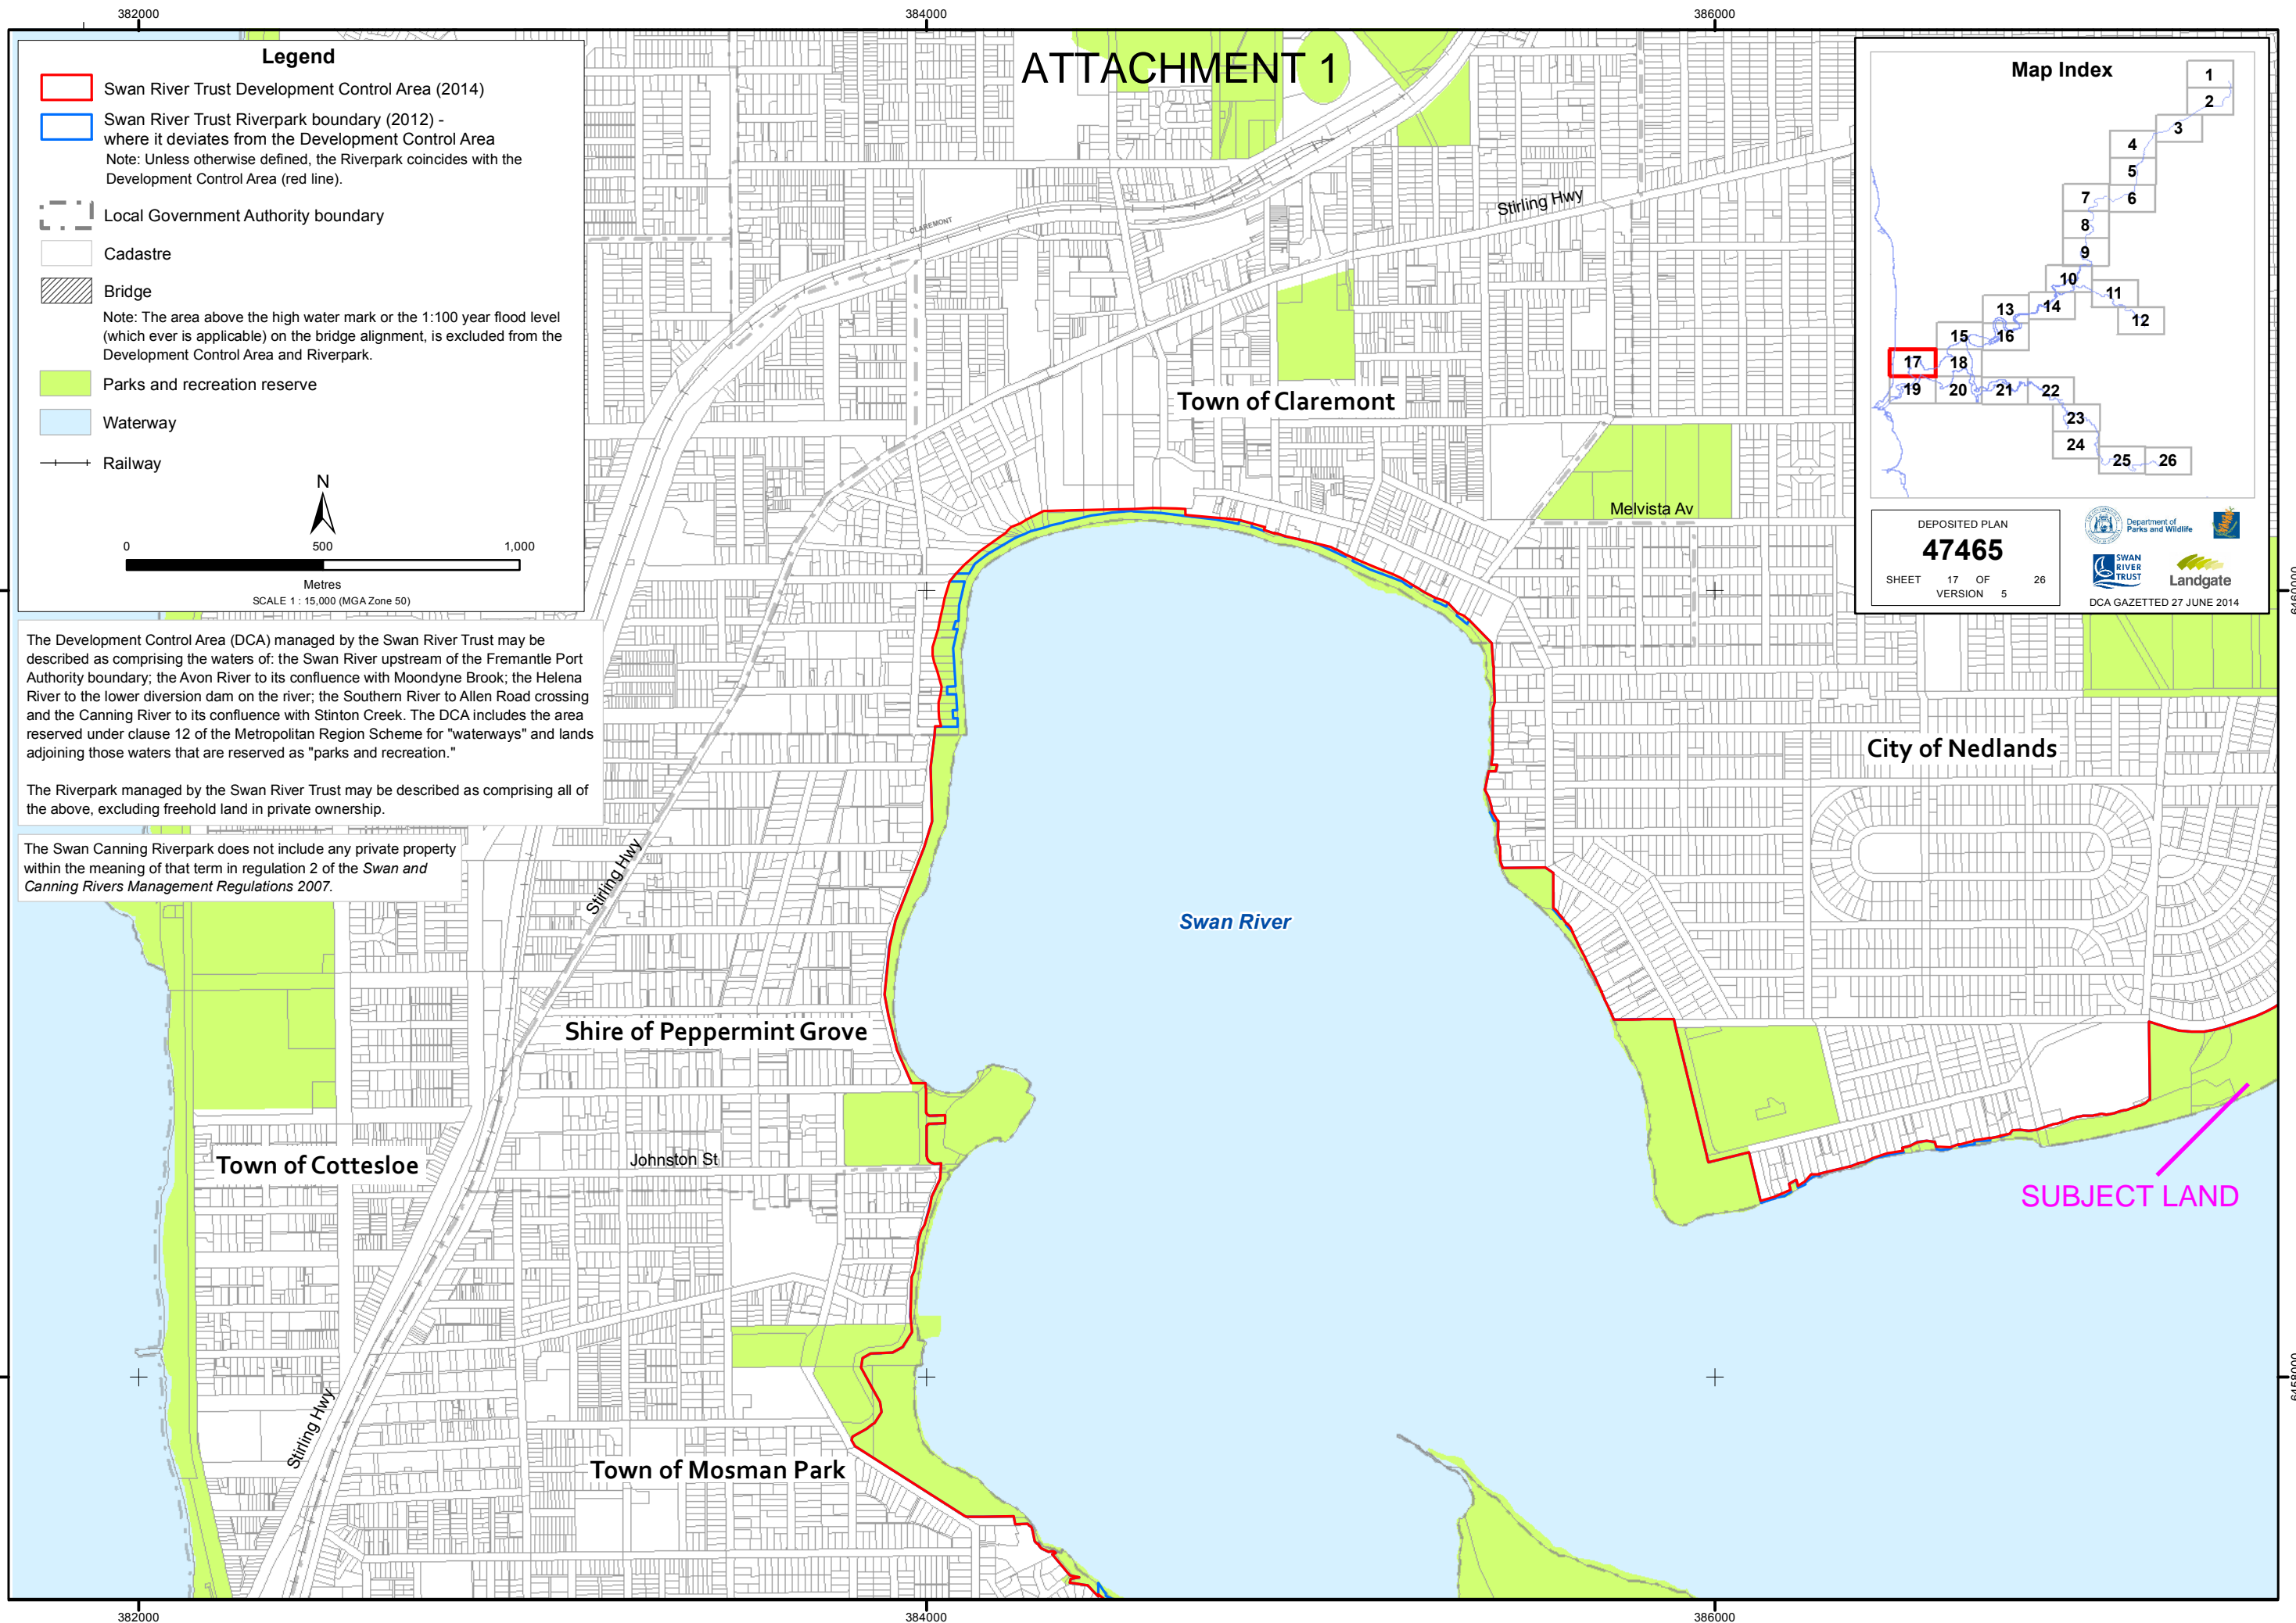 382000
384000
386000
ATTACHMENT 1
Legend
Swan River Trust Development Control Area (2014)
Swan River Trust Riverpark boundary (2012) -
where it deviates from the Development Control Area
Note: Unless otherwise defined, the Riverpark coincides with the
Development Control Area (red line).
Local Government Authority boundary
Cadastre
Bridge
Note: The area above the high water mark or the 1:100 year flood level
(which ever is applicable) on the bridge alignment, is excluded from the
Development Control Area and Riverpark.
Parks and recreation reserve
Waterway
Railway
N
0 500 1,000
Metres
SCALE 1 : 15,000 (MGA Zone 50)
The Development Control Area (DCA) managed by the Swan River Trust may be
described as comprising the waters of: the Swan River upstream of the Fremantle Port
Authority boundary; the Avon River to its confluence with Moondyne Brook; the Helena
River to the lower diversion dam on the river; the Southern River to Allen Road crossing
and the Canning River to its confluence with Stinton Creek. The DCA includes the area
reserved under clause 12 of the Metropolitan Region Scheme for "waterways" and lands
adjoining those waters that are reserved as "parks and recreation."
The Riverpark managed by the Swan River Trust may be described as comprising all of
the above, excluding freehold land in private ownership.
The Swan Canning Riverpark does not include any private property
within the meaning of that term in regulation 2 of the Swan and
Canning Rivers Management Regulations 2007.
Map Index
1
2
3
4
5
7 6
8
9
10
11
13 14
12
15 16
17 18
19 20 21 22
23
24
25 26
DEPOSITED PLAN
47465
SHEET 17 OF 26
VERSION 5
Department of
Parks and Wildlife
SWAN
RIVER
TRUST
Landgate
DCA GAZETTED 27 JUNE 2014
CLAREMONT
Stirling Hwy
Town of Claremont
Melvista Av
6460000
City of Nedlands
Stirling Hwy
Swan River
Shire of Peppermint Grove
Town of Cottesloe
Johnston St
SUBJECT LAND
6458000
Stirling Hwy
Town of Mosman Park
382000
384000
386000